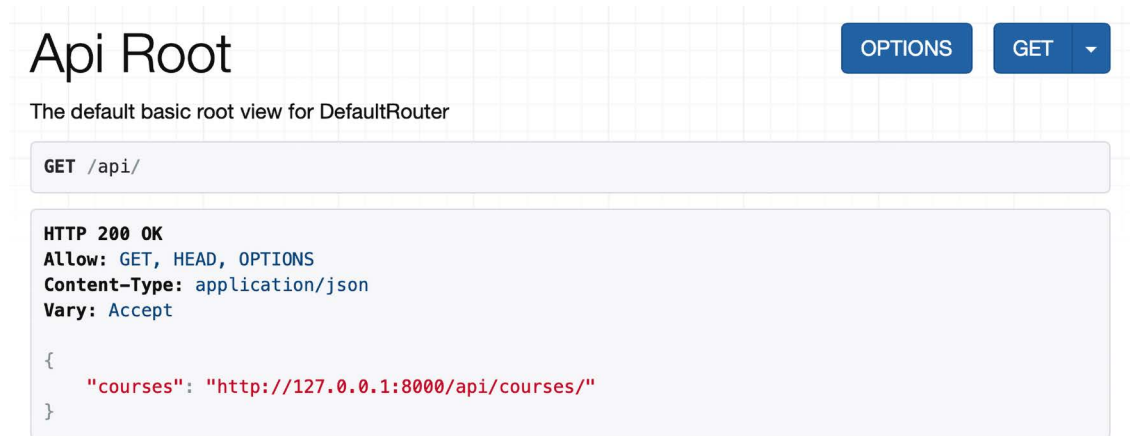 Api Root
OPTIONS
GET
The default basic root view for DefaultRouter
GET /api/
HTTP 200 OK
Allow: GET, HEAD, OPTIONS
Content-Type: application/json
Vary: Accept
{
    "courses": "http://127.0.0.1:8000/api/courses/"
}